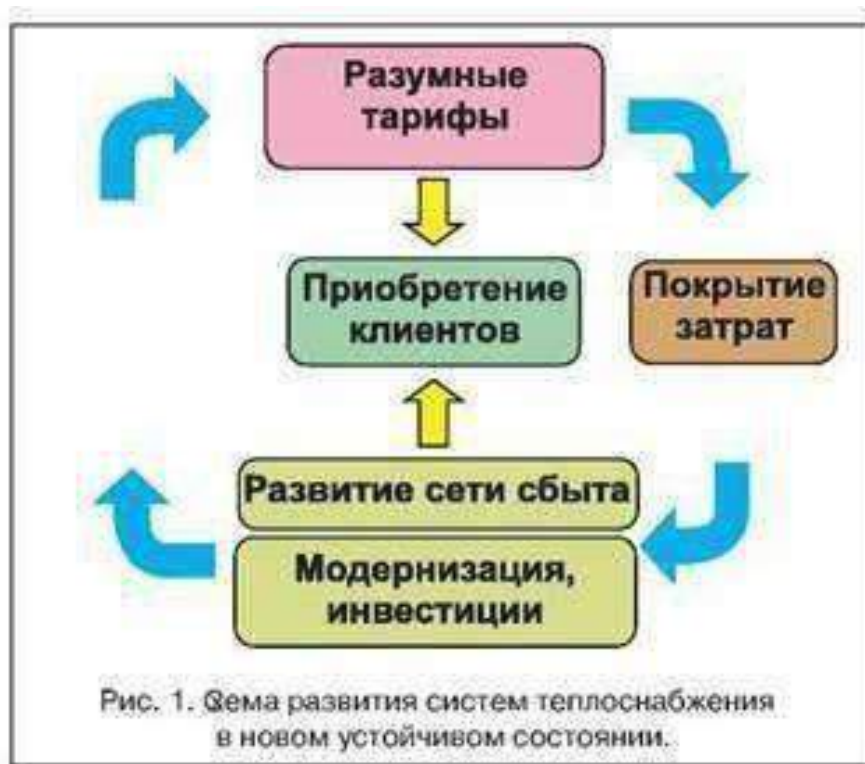 Разумные
тарифы
Приобретение
клиентов
Покрытие
затрат
Развитие сети сбыта
Модернизация,
инвестиции
Рис. 1. Схема развития систем теплоснабжения
в новом устойчивом состоянии.